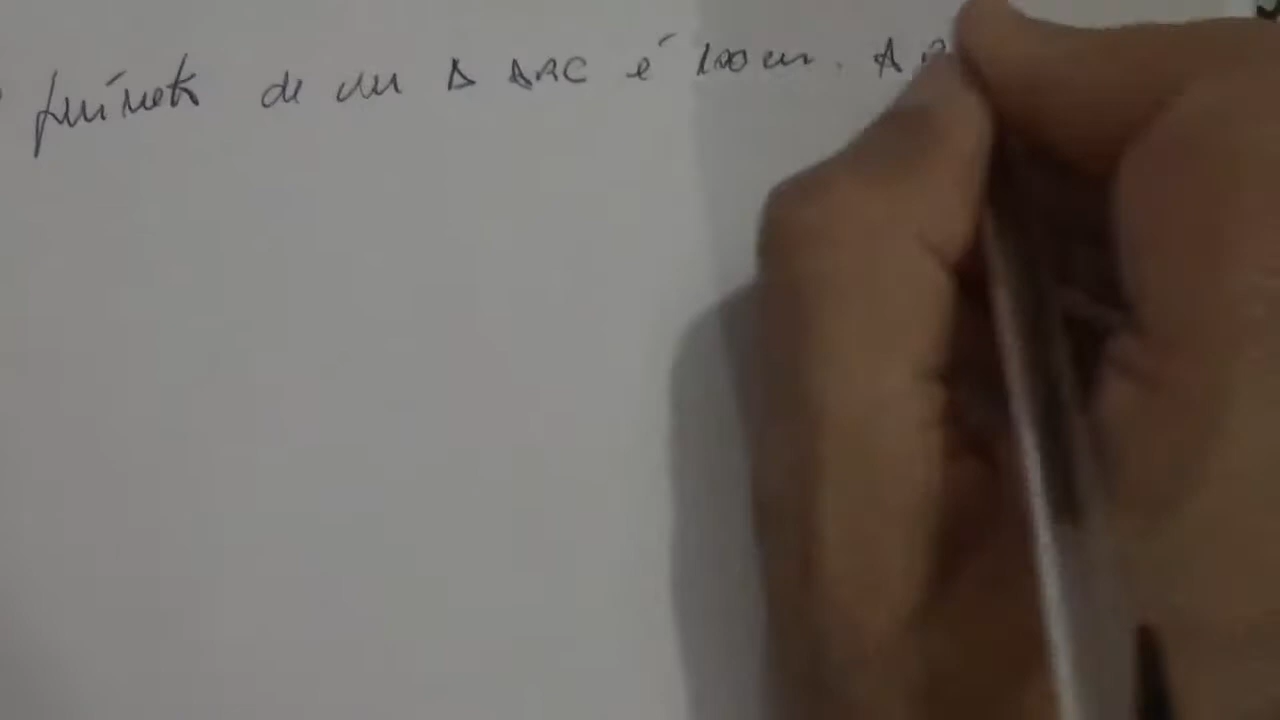 perímetro de um Δ ABC é 100 cm. A